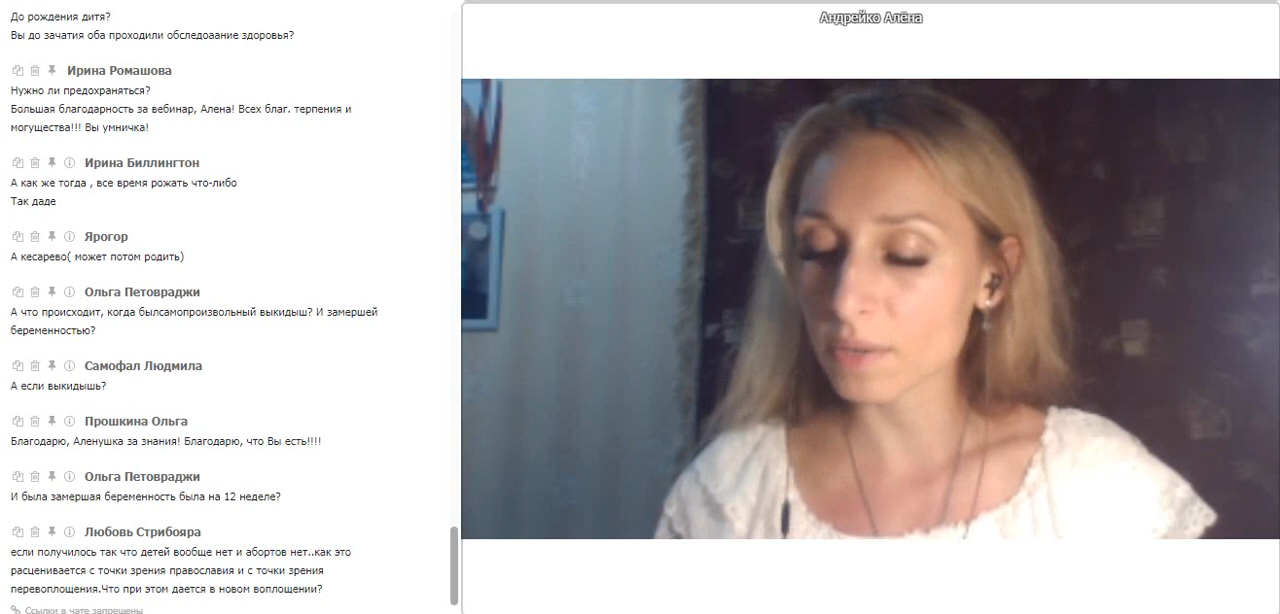 До рождения дитя?
Вы до зачатия оба проходили обследоаание здоровья?
Ирина Ромашова
Нужно ли предохраняться?
Большая благодарность за вебинар, Алена! Всех благ. терпения и
могущества!!! Вы умничка!
Ирина Биллингтон
А как же тогда , все время рожать что-либо
Так даде
Ярогор
А кесарево( может потом родить)
Ольга Петовраджи
А что происходит, когда былсамопроизвольный выкидыш? И замершей
беременностью?
Самофал Людмила
А если выкидышь?
Прошкина Ольга
Благодарю, Аленушка за знания! Благодарю, что Вы есть!!!!
Ольга Петовраджи
И была замершая беременность была на 12 неделе?
Любовь Стрибояра
если получилось так что детей вообще нет и абортов нет..как это
расценивается с точки зрения православия и с точки зрения
перевоплощения.Что при этом дается в новом воплощении?
Ссылки в чате запрещены
Андрейко Алёна